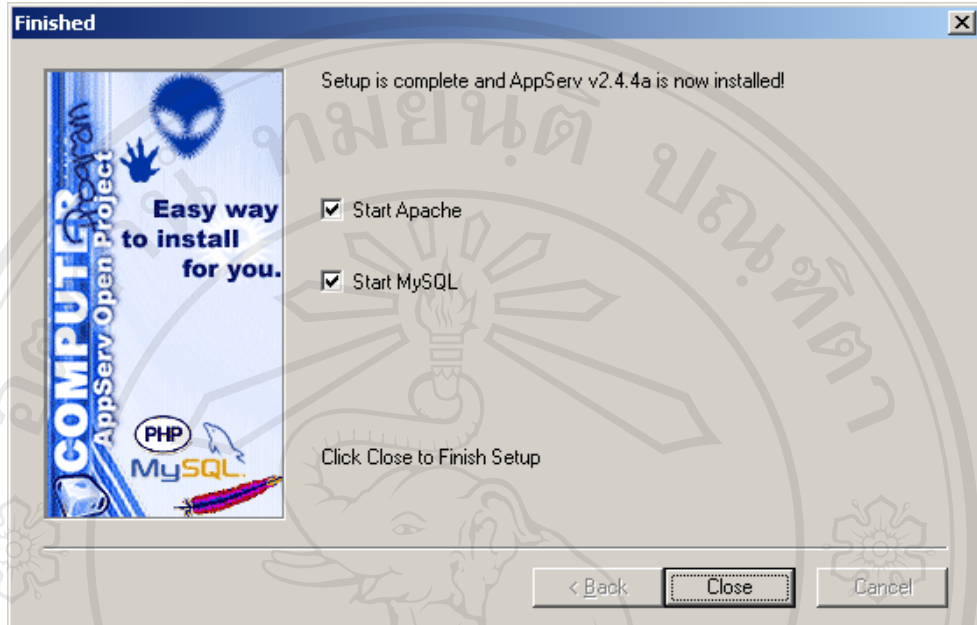 Finished
Setup is complete and AppServ v2.4.4a is now installed!
COMPUTER
Program
AppServ Open Project
Easy way
to install
for you.
Start Apache
Start MySQL
PHP
MySQL
Click Close to Finish Setup
< Back
Close
Cancel